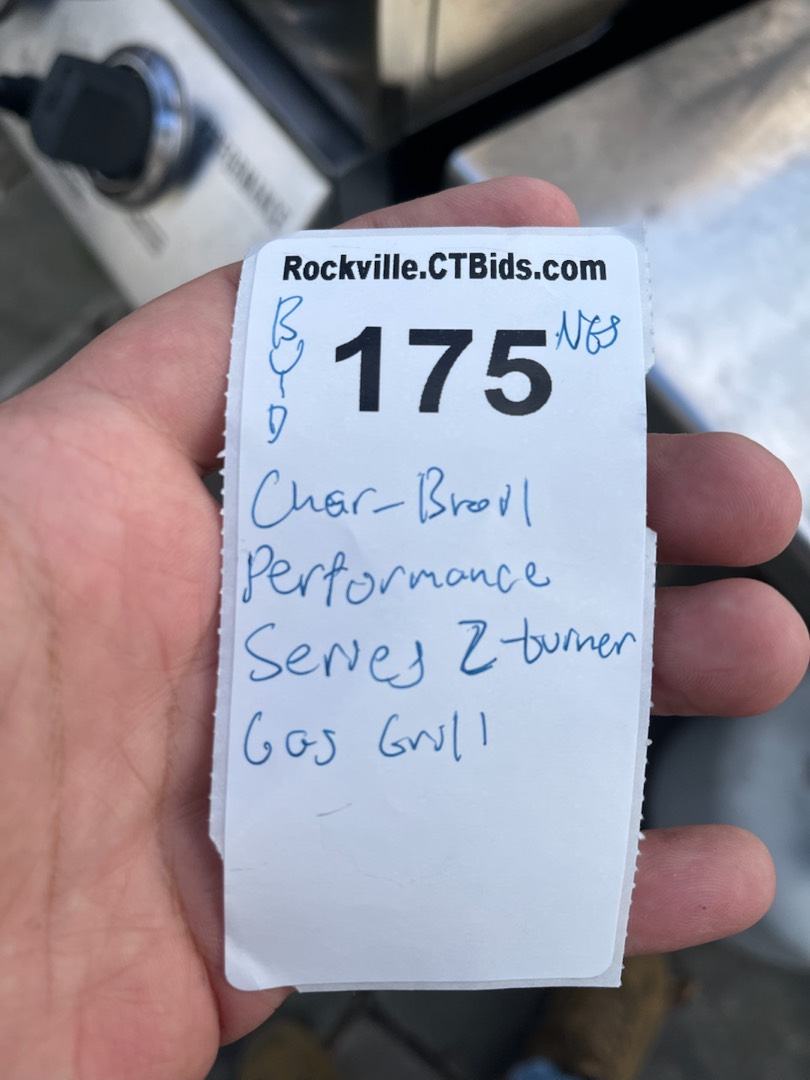 Rockville.CTBids.com
175
Char-Broil
Performance
Series 2-burner
Gas Grill